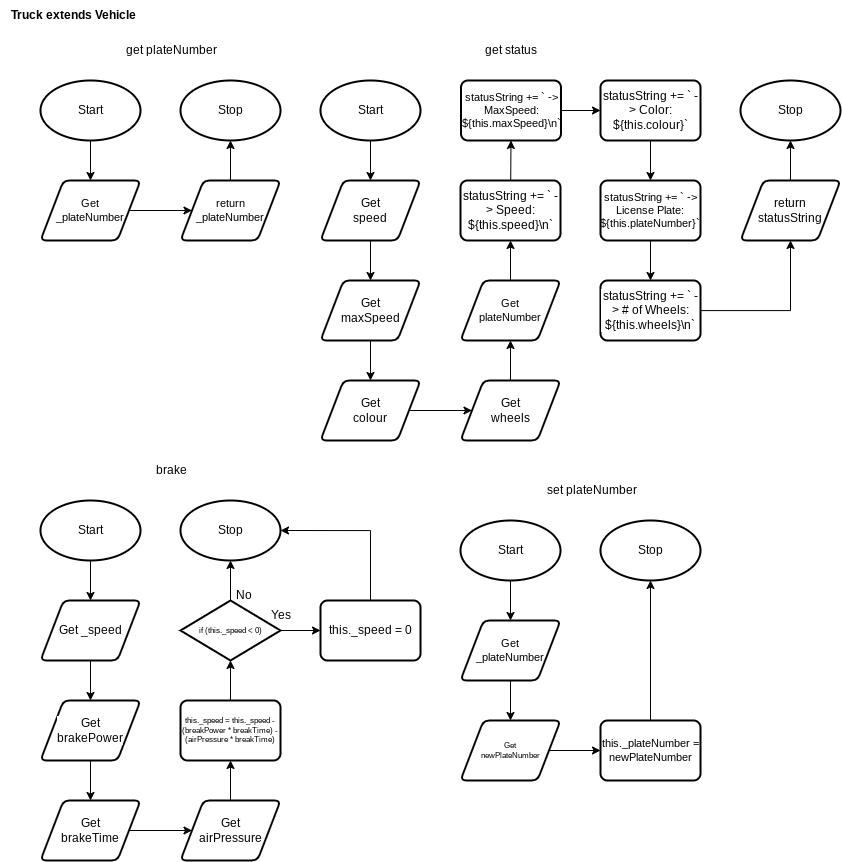 Truck extends Vehicle
get plateNumber
Start
Get
_plateNumber
return
_plateNumber
Stop
get status
Start
Get
speed
Get
maxSpeed
Get
colour
Get
wheels
Get
plateNumber
statusString += ` -
> Speed:
${this.speed}\n`
statusString += ` ->
MaxSpeed:
${this.maxSpeed}\n`
statusString += ` -
> Color:
${this.colour}`
statusString += ` ->
License Plate:
${this.plateNumber}`
statusString += ` -
> # of Wheels:
${this.wheels}\n`
return
statusString
Stop
brake
Start
Get _speed
Get
brakePower
Get
brakeTime
Get
airPressure
this._speed = this._speed -
(breakPower * breakTime) -
(airPressure * breakTime)
if (this._speed < 0)
No
Yes
this._speed = 0
Stop
set plateNumber
Start
Get
_plateNumber
Get
newPlateNumber
this._plateNumber =
newPlateNumber
Stop